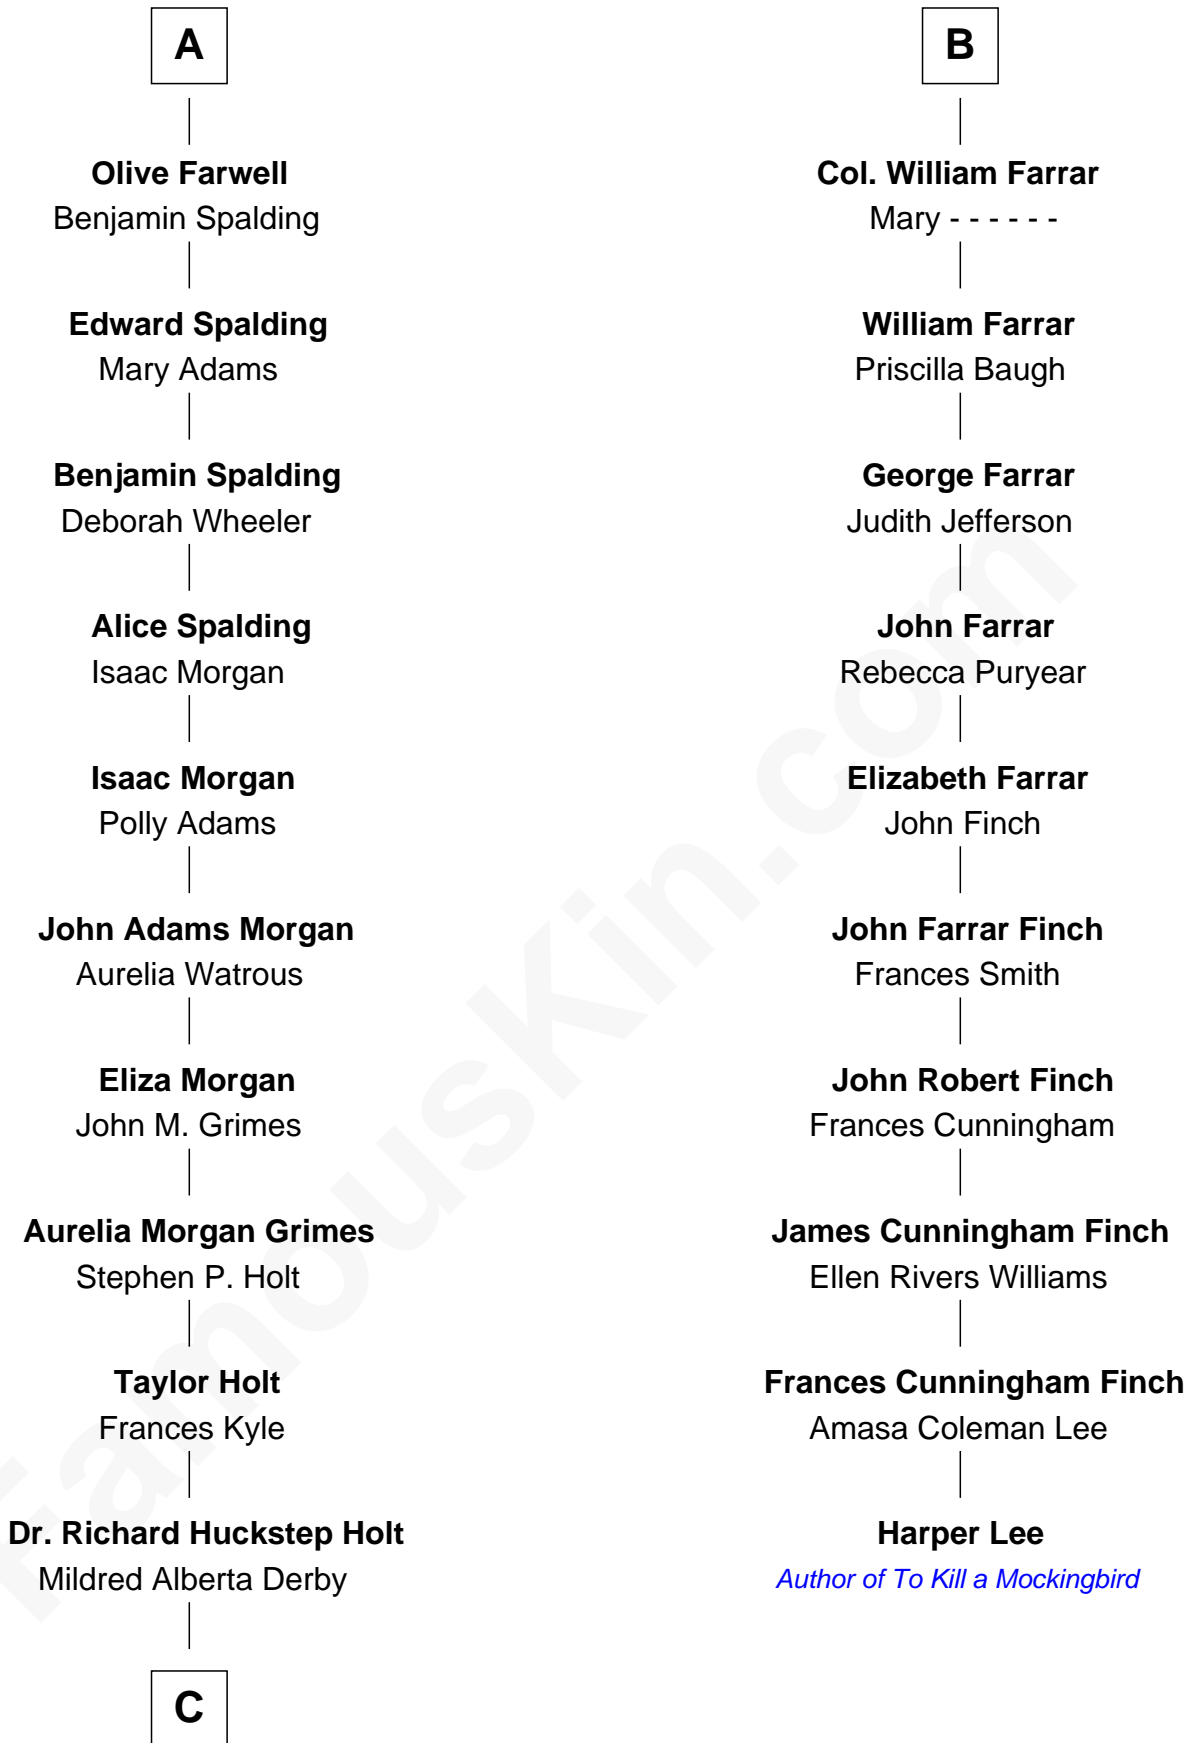 A
Olive Farwell
Benjamin Spalding
Edward Spalding
Mary Adams
Benjamin Spalding
Deborah Wheeler
Alice Spalding
Isaac Morgan
Isaac Morgan
Polly Adams
John Adams Morgan
Aurelia Watrous
Eliza Morgan
John M. Grimes
Aurelia Morgan Grimes
Stephen P. Holt
Taylor Holt
Frances Kyle
Dr. Richard Huckstep Holt
Mildred Alberta Derby
C
B
Col. William Farrar
Mary - - - - - -
William Farrar
Priscilla Baugh
George Farrar
Judith Jefferson
John Farrar
Rebecca Puryear
Elizabeth Farrar
John Finch
John Farrar Finch
Frances Smith
John Robert Finch
Frances Cunningham
James Cunningham Finch
Ellen Rivers Williams
Frances Cunningham Finch
Amasa Coleman Lee
Harper Lee
Author of To Kill a Mockingbird
FamousKin.com